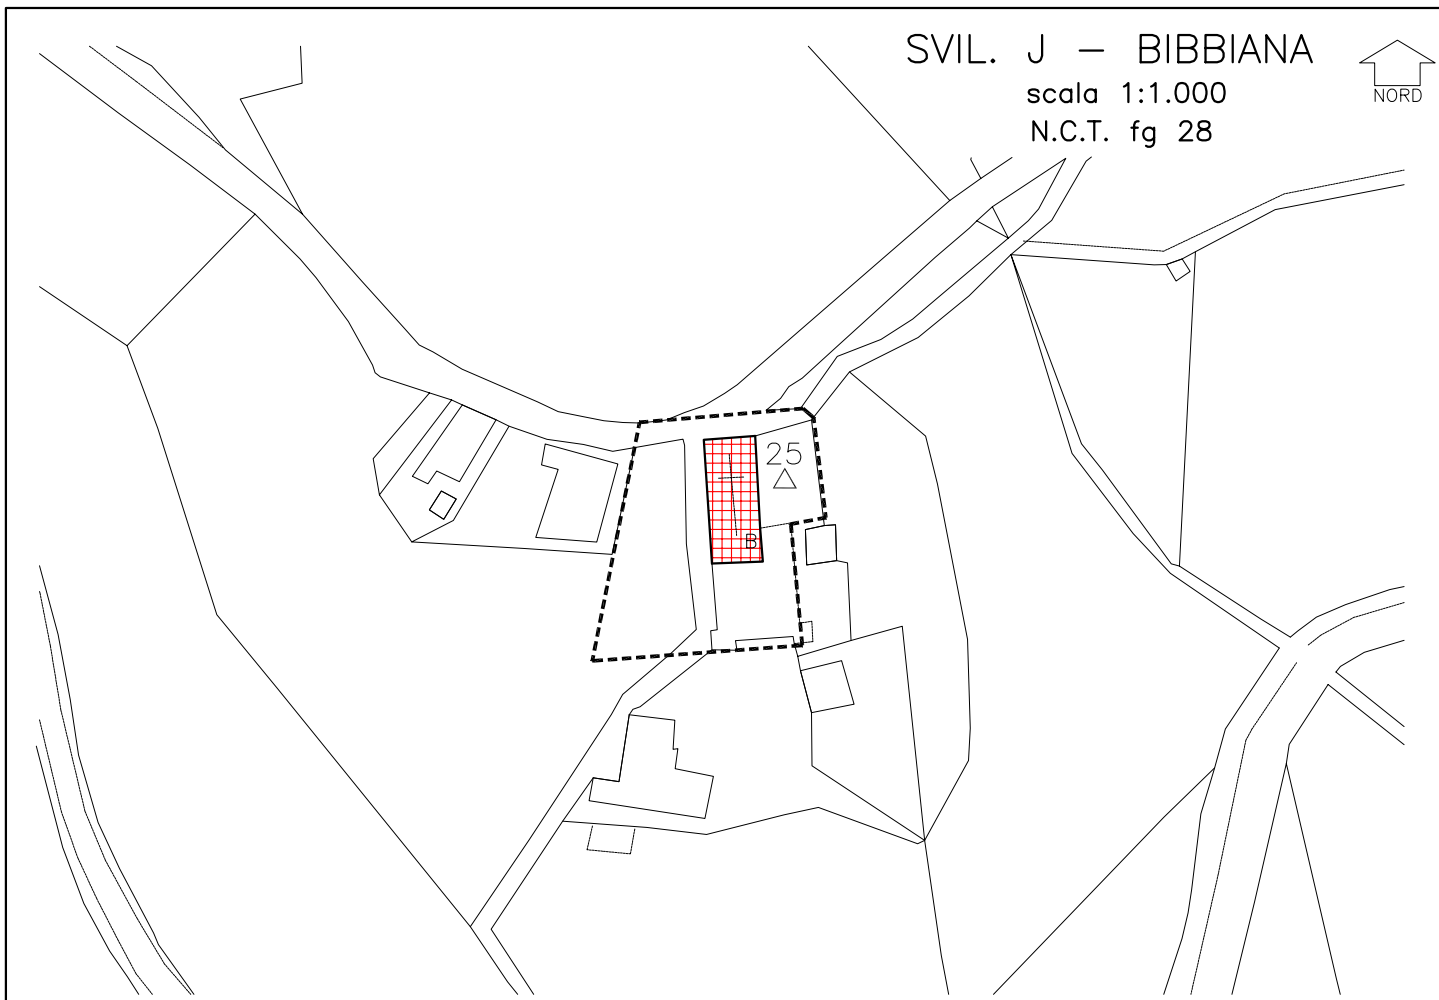 SVIL. J – BIBBIANA
scala 1:1.000
N.C.T. fg 28
NORD
25
B